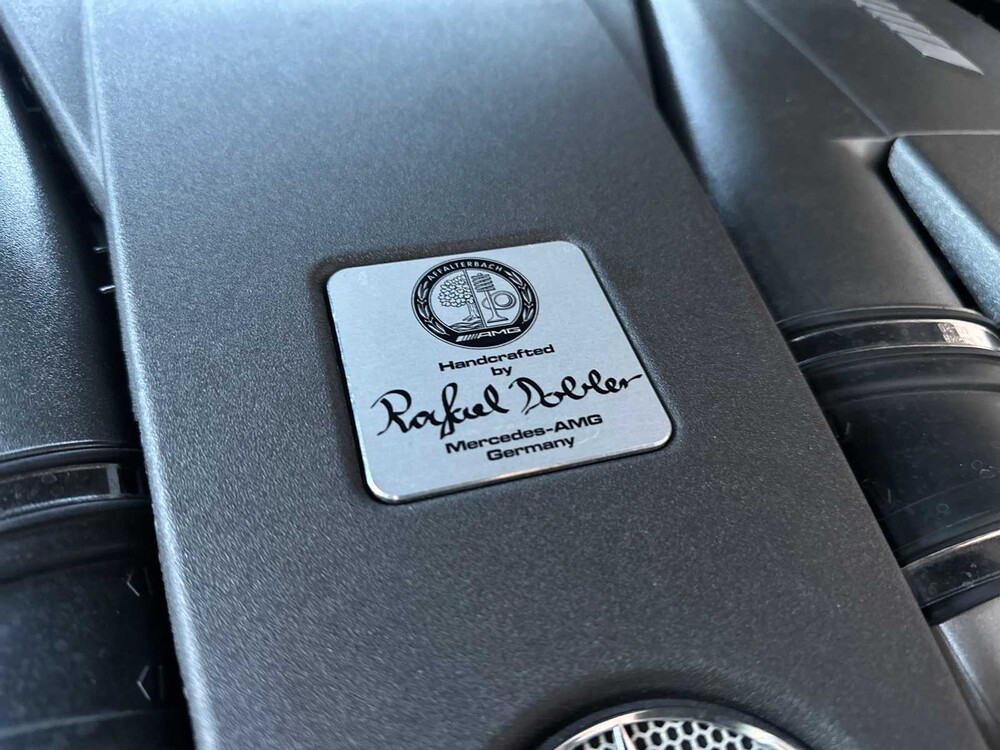 AFFALTERBACH
AMG
Handcrafted
by
Rafael Dobler
Mercedes-AMG
Germany